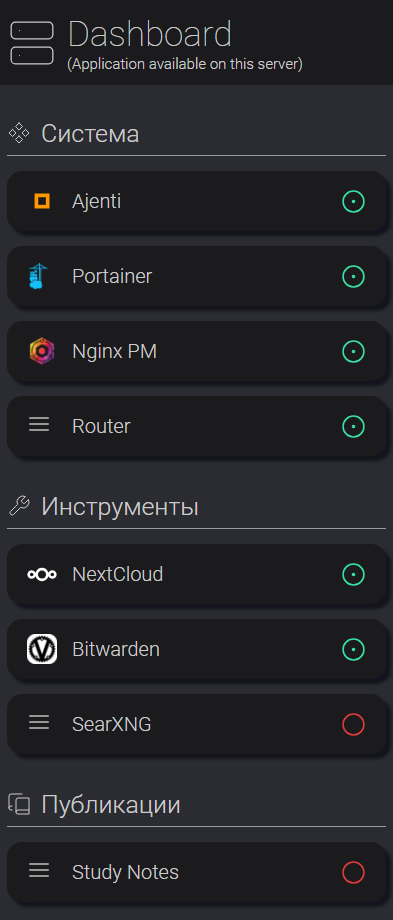 Dashboard
(Application available on this server)
Система
Ajenti
Portainer
Nginx PM
Router
Инструменты
NextCloud
Bitwarden
SearXNG
Публикации
Study Notes